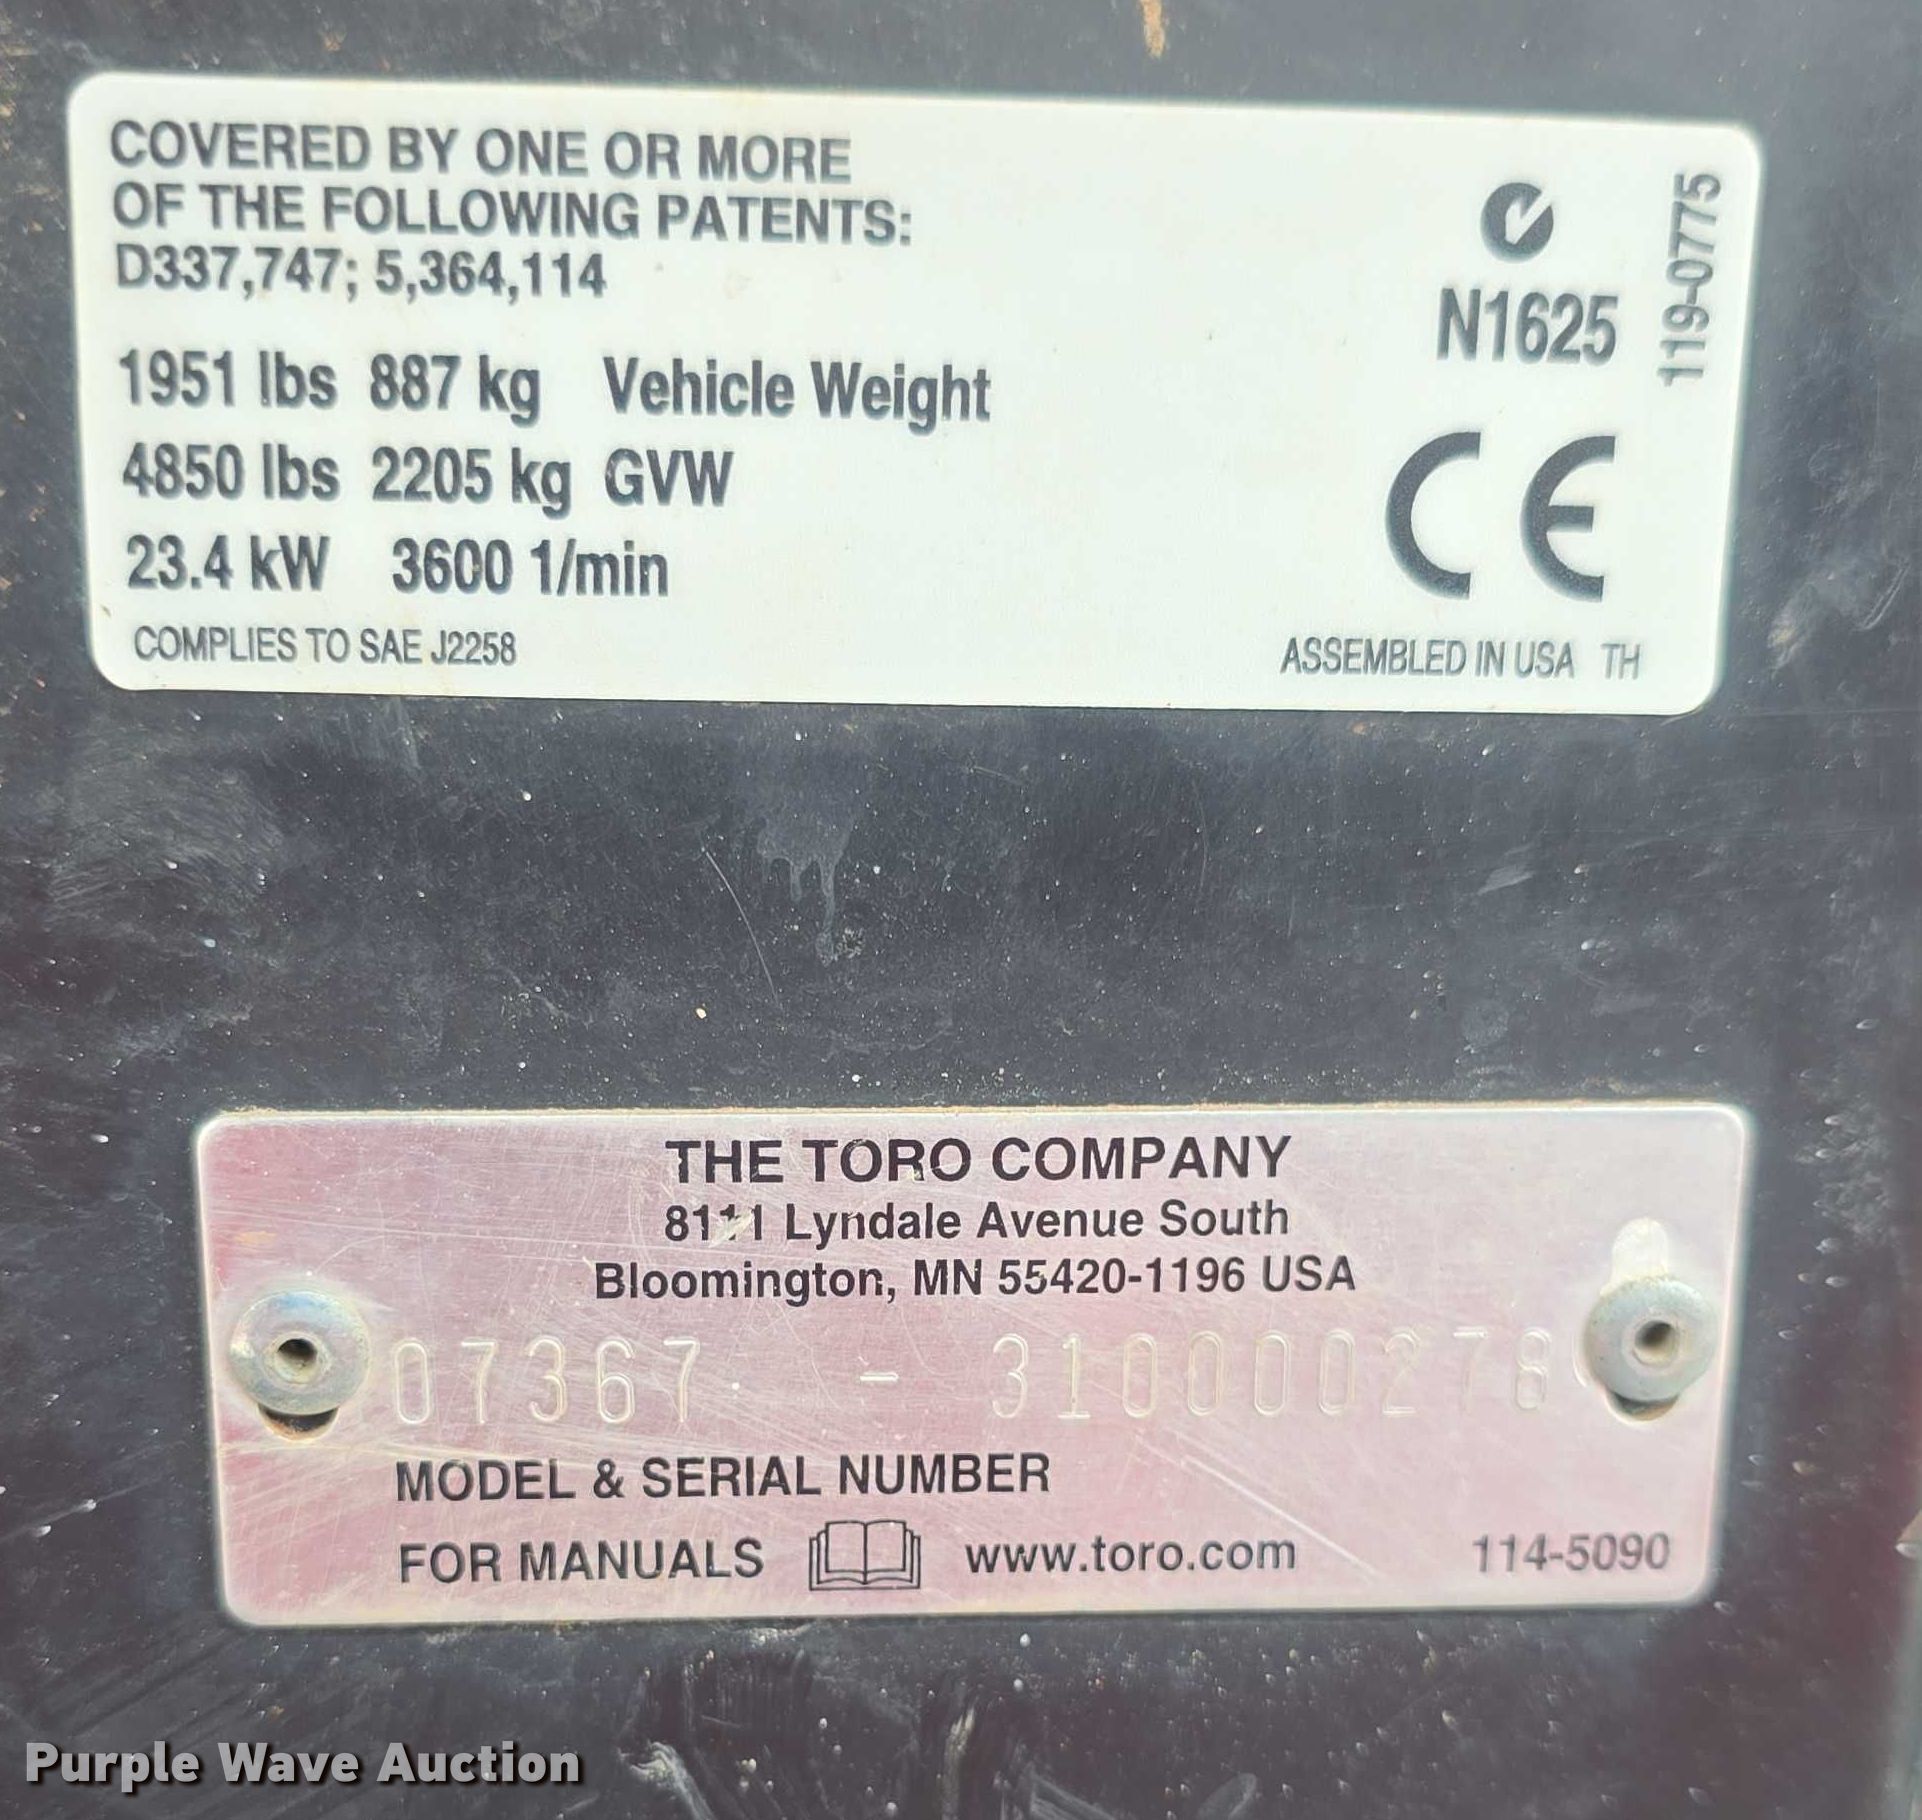 COVERED BY ONE OR MORE
OF THE FOLLOWING PATENTS:
D337,747; 5,364,114
1951 lbs 887 kg Vehicle Weight
4850 lbs 2205 kg GVW
23.4 kW 3600 1/min
COMPLIES TO SAE J2258
N1625
119-0775
CE
ASSEMBLED IN USA TH
THE TORO COMPANY
8111 Lyndale Avenue South
Bloomington, MN 55420-1196 USA
07367 - 310000278
MODEL & SERIAL NUMBER
FOR MANUALS www.toro.com
114-5090
Purple Wave Auction